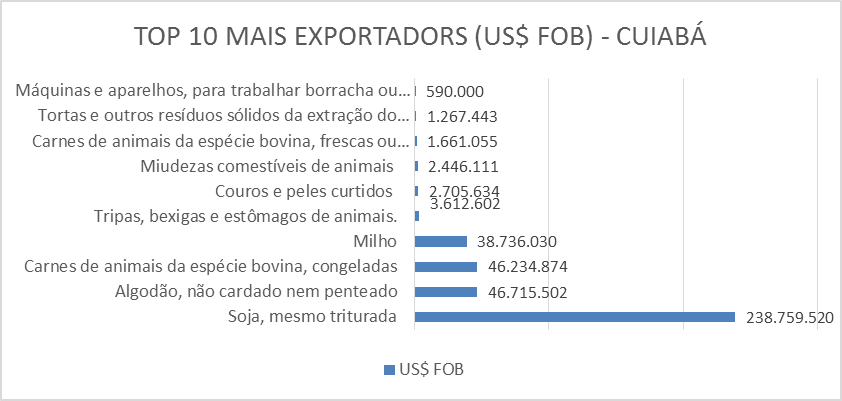 TOP 10 MAIS EXPORTADORS (US$ FOB) - CUIABÁ
Máquinas e aparelhos, para trabalhar borracha ou... 590.000
Tortas e outros resíduos sólidos da extração do... 1.267.443
Carnes de animais da espécie bovina, frescas ou... 1.661.055
Miudezas comestíveis de animais 2.446.111
Couros e peles curtidos 2.705.634
Tripas, bexigas e estômagos de animais. 3.612.602
Milho 38.736.030
Carnes de animais da espécie bovina, congeladas 46.234.874
Algodão, não cardado nem penteado 46.715.502
Soja, mesmo triturada 238.759.520
US$ FOB